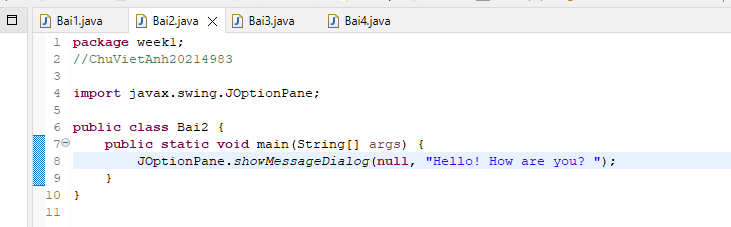 Bai1.java Bai2.java Bai3.java Bai4.java
1 package week1;
2 //ChuVietAnh20214983
3
4 import javax.swing.JOptionPane;
5
6 public class Bai2 {
7 public static void main(String[] args) {
8 JOptionPane.showMessageDialog(null, "Hello! How are you? ");
9 }
10 }
11